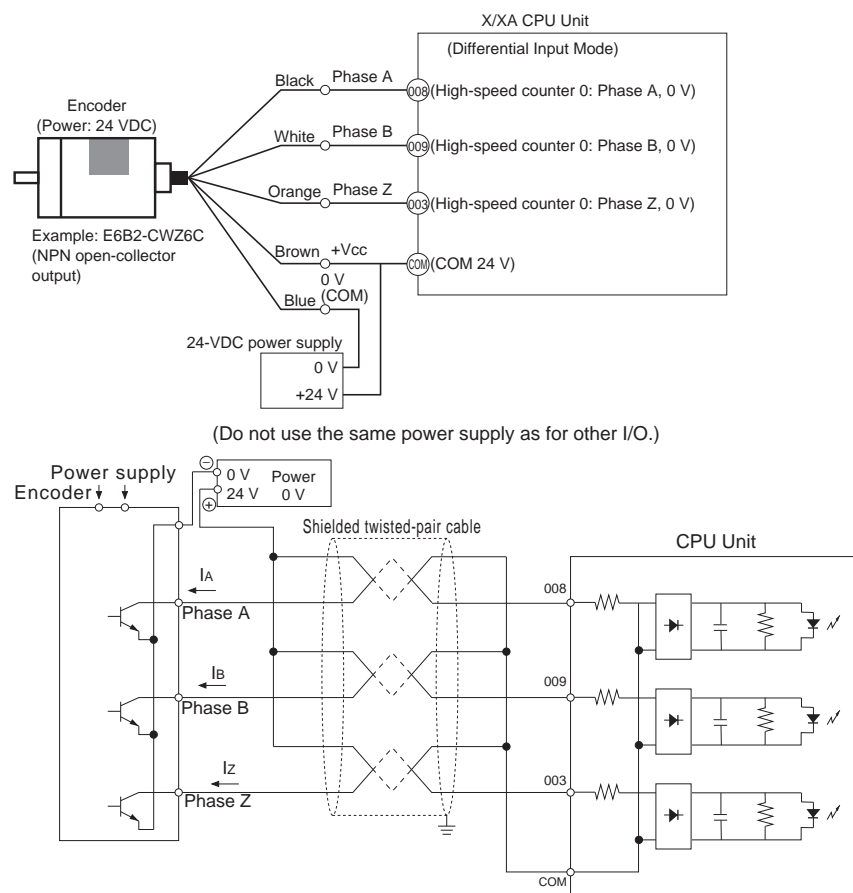 X/XA CPU Unit
(Differential Input Mode)
Black Phase A
008 (High-speed counter 0: Phase A, 0 V)
Encoder
(Power: 24 VDC)
White Phase B
009 (High-speed counter 0: Phase B, 0 V)
Orange Phase Z
003 (High-speed counter 0: Phase Z, 0 V)
Example: E6B2-CWZ6C
(NPN open-collector
output)
Brown +Vcc
COM (COM 24 V)
0 V
Blue (COM)
24-VDC power supply
0 V
+24 V
(Do not use the same power supply as for other I/O.)
Power supply
Encoder
0 V Power
24 V 0 V
Shielded twisted-pair cable
CPU Unit
IA
Phase A
008
IB
Phase B
009
IZ
Phase Z
003
COM